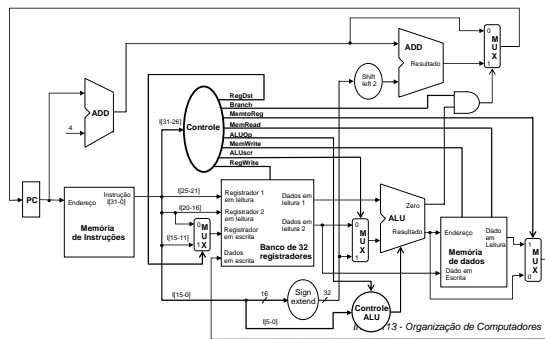 ADD
Resultado
0
M
U
X
1
Shift
left 2
ADD
4
RegDst
Branch
MemtoReg
MemRead
ALUOp
MemWrite
ALUscr
RegWrite
Controle
I[31-26]
PC
Endereço
Instrução
[31-0]
Memória
de Instruções
I[25-21]
I[20-16]
I[15-11]
0
M
U
X
1
Registrador 1
em leitura
Registrador 2
em leitura
Registrador
em escrita
Dados
em escrita
Dados em
leitura 1
Dados em
leitura 2
Banco de 32
registradores
0
M
U
X
1
Zero
ALU
Resultado
Endereço
Dado
em
Leitura
Memória
de dados
Dado em
Escrita
1
M
U
X
0
I[15-0]
16
Sign
extend
32
I[5-0]
Controle
ALU
13 - Organização de Computadores